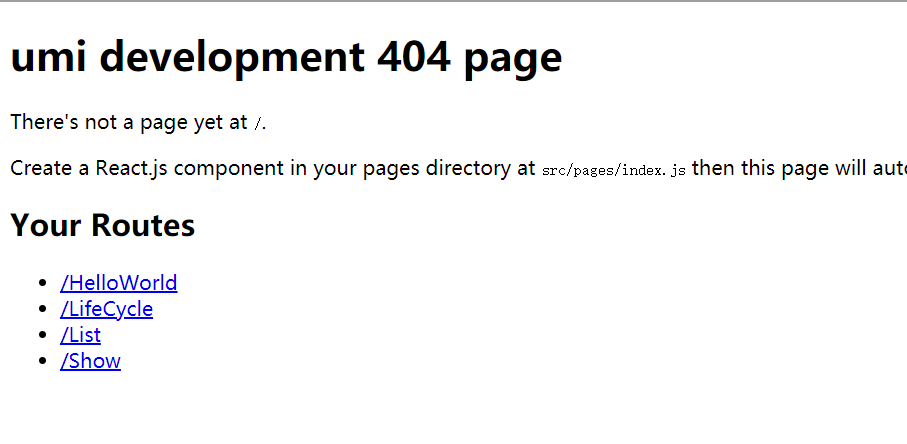 umi development 404 page
There's not a page yet at /.
Create a React.js component in your pages directory at src/pages/index.js then this page will
Your Routes
/HelloWorld
/LifeCycle
/List
/Show